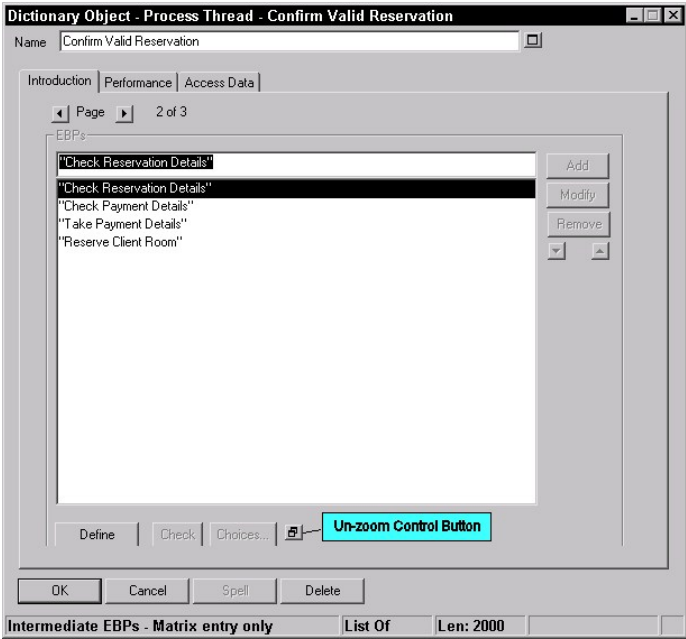 Dictionary Object - Process Thread - Confirm Valid Reservation
Name Confirm Valid Reservation
Introduction Performance Access Data
Page 2 of 3
EBPs
"Check Reservation Details"
Add
"Check Reservation Details"
Modify
"Check Payment Details"
"Take Payment Details"
Remove
"Reserve Client Room"
Define Check Choices... Un-zoom Control Button
OK Cancel Spell Delete
Intermediate EBPs - Matrix entry only List Of Len: 2000